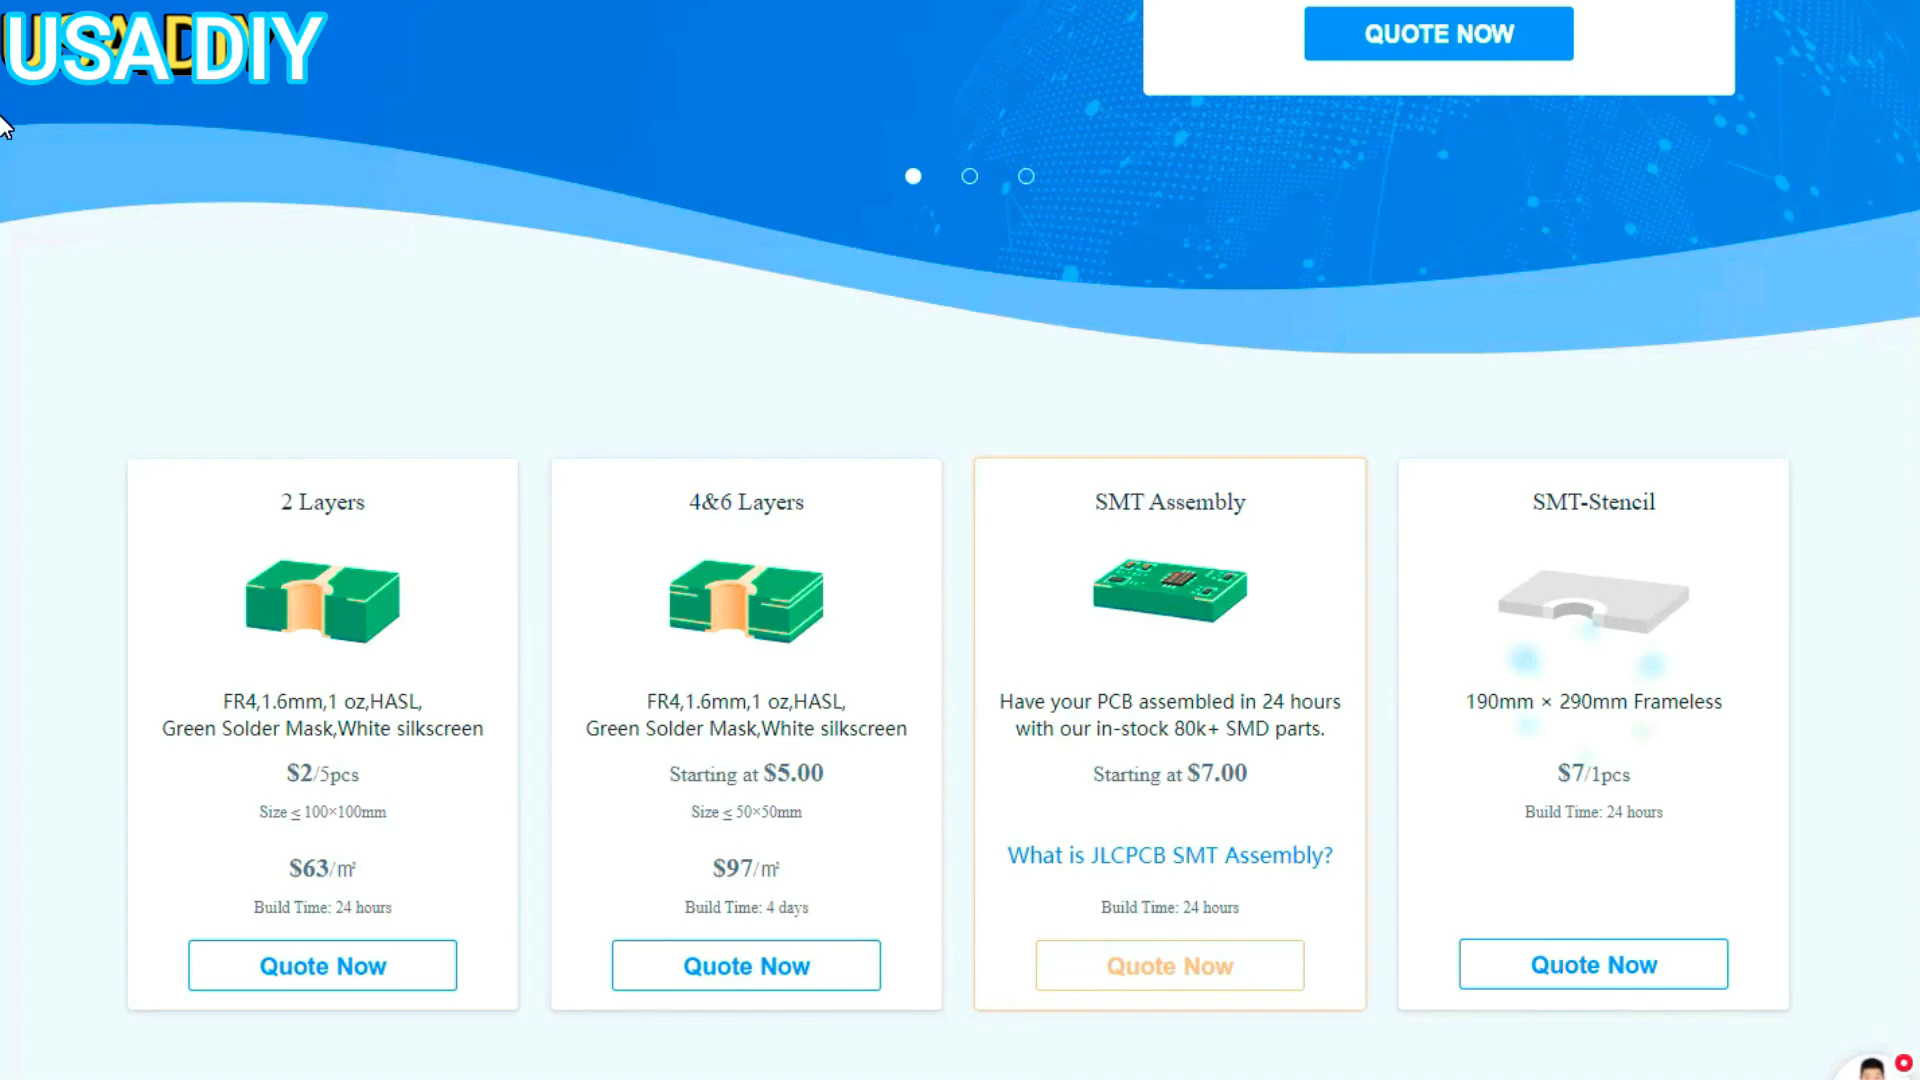 USA DIY
QUOTE NOW
2 Layers
FR4,1.6mm,1 oz,HASL,
Green Solder Mask,White silkscreen
$2/5pcs
Size ≤ 100×100mm
$63/㎡
Build Time: 24 hours
Quote Now
4&6 Layers
FR4,1.6mm,1 oz,HASL,
Green Solder Mask,White silkscreen
Starting at $5.00
Size ≤ 50×50mm
$97/㎡
Build Time: 4 days
Quote Now
SMT Assembly
Have your PCB assembled in 24 hours
with our in-stock 80k+ SMD parts.
Starting at $7.00
What is JLCPCB SMT Assembly?
Build Time: 24 hours
Quote Now
SMT-Stencil
190mm × 290mm Frameless
$7/1pcs
Build Time: 24 hours
Quote Now